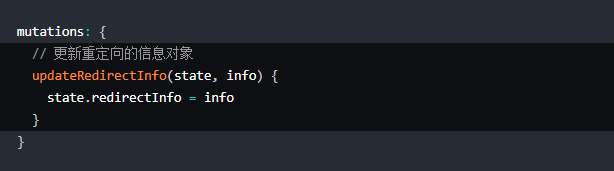 mutations: {
  // 更新重定向的信息对象
  updateRedirectInfo(state, info) {
    state.redirectInfo = info
  }
}